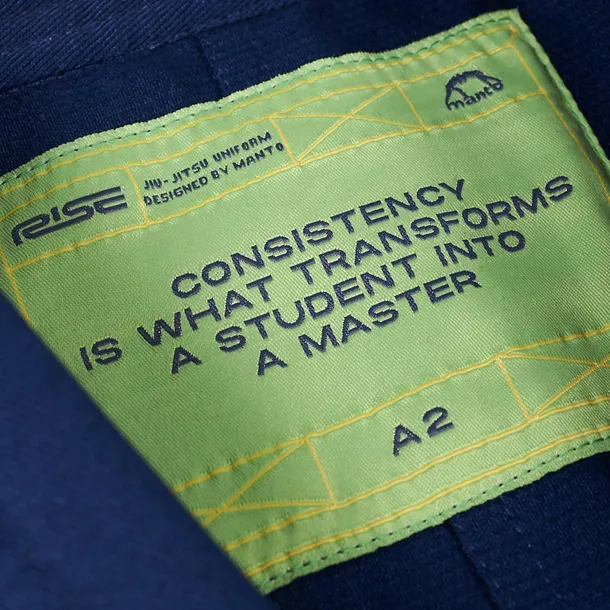 RISE
JIU-JITSU UNIFORM
DESIGNED BY MANTO
manto
CONSISTENCY
IS WHAT TRANSFORMS
A STUDENT INTO
A MASTER
A2